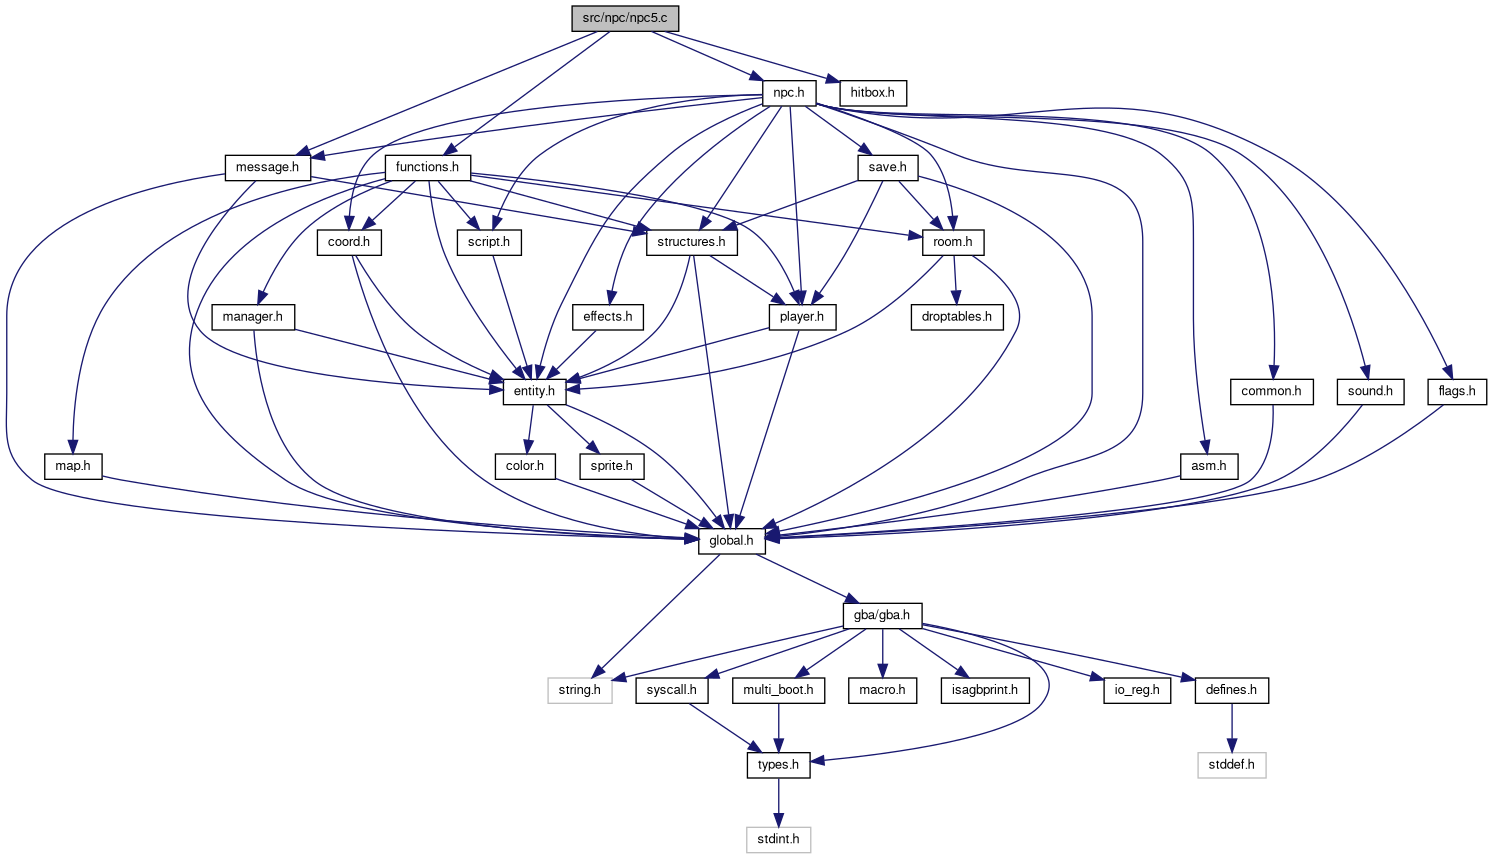 src/npc/npc5.c
npc.h
hitbox.h
message.h
functions.h
save.h
coord.h
script.h
structures.h
room.h
manager.h
effects.h
player.h
droptables.h
entity.h
common.h
sound.h
flags.h
map.h
color.h
sprite.h
asm.h
global.h
gba/gba.h
string.h
syscall.h
multi_boot.h
macro.h
isagbprint.h
io_reg.h
defines.h
types.h
stddef.h
stdint.h